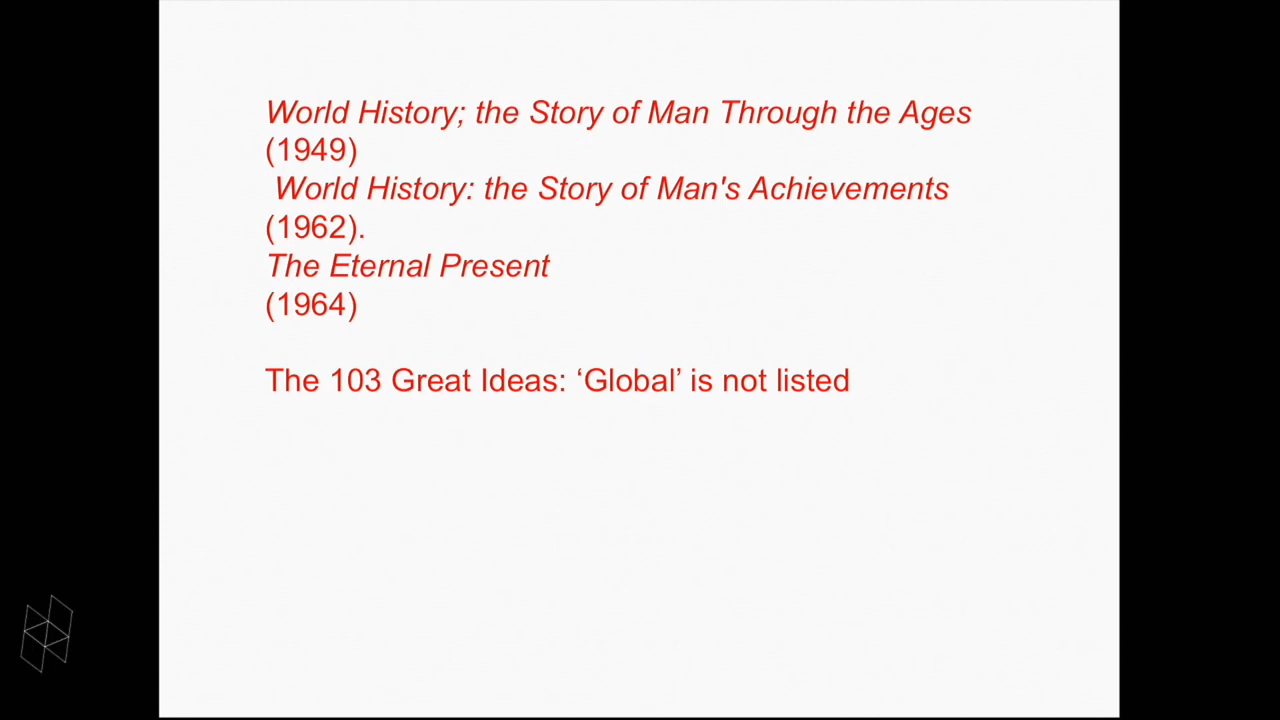 World History; the Story of Man Through the Ages
(1949)
World History: the Story of Man's Achievements
(1962).
The Eternal Present
(1964)
The 103 Great Ideas: ‘Global’ is not listed